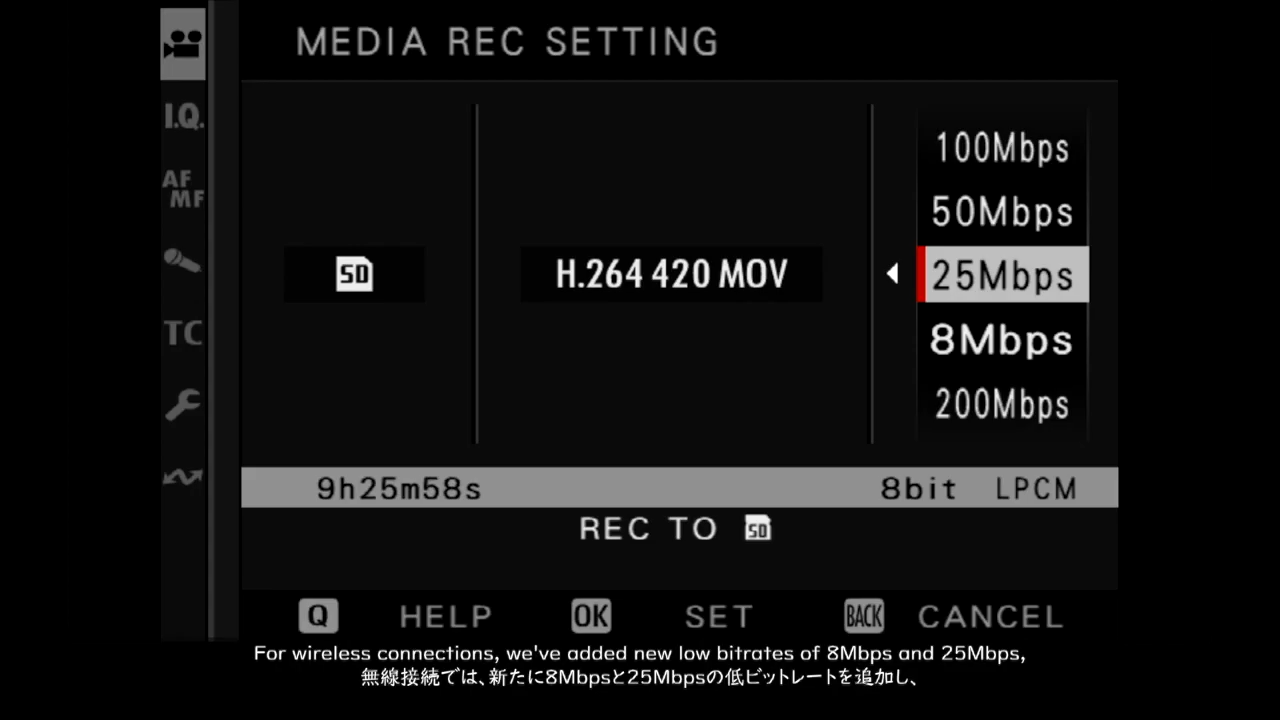 MEDIA REC SETTING
I.Q.
AF
MF
TC
SD
H.264 420 MOV
100Mbps
50Mbps
25Mbps
8Mbps
200Mbps
9h25m58s 8bit LPCM
REC TO SD
Q HELP OK SET BACK CANCEL
For wireless connections, we've added new low bitrates of 8Mbps and 25Mbps,
無線接続では、新たに8Mbpsと25Mbpsの低ビットレートを追加し、